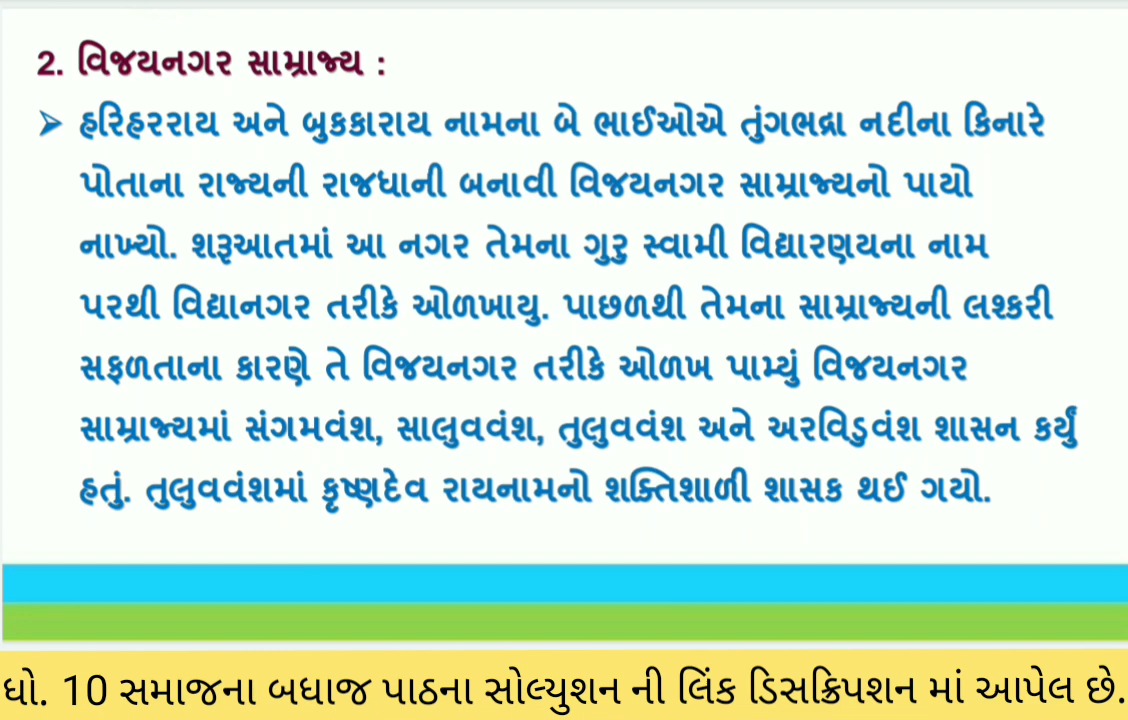 2. વિજયનગર સામ્રાજ્ય :
➢ હરિહરરાય અને બુકકારાય નામના બે ભાઈઓએ તુંગભદ્રા નદીના કિનારે
પોતાના રાજ્યની રાજધાની બનાવી વિજયનગર સામ્રાજ્યનો પાયો
નાખ્યો. શરૂઆતમાં આ નગર તેમના ગુરુ સ્વામી વિદ્યારણયના નામ
પરથી વિદ્યાનગર તરીકે ઓળખાયુ. પાછળથી તેમના સામ્રાજ્યની લશ્કરી
સફળતાના કારણે તે વિજયનગર તરીકે ઓળખ પામ્યું વિજયનગર
સામ્રાજ્યમાં સંગમવંશ, સાલુવવંશ, તુલુવવંશ અને અરવિડુવંશ શાસન કર્યું
હતું. તુલુવવંશમાં કૃષ્ણદેવ રાયનામનો શક્તિશાળી શાસક થઈ ગયો.
ધો. 10 સમાજના બધાજ પાઠના સોલ્યુશન ની લિંક ડિસક્રિપશન માં આપેલ છે.